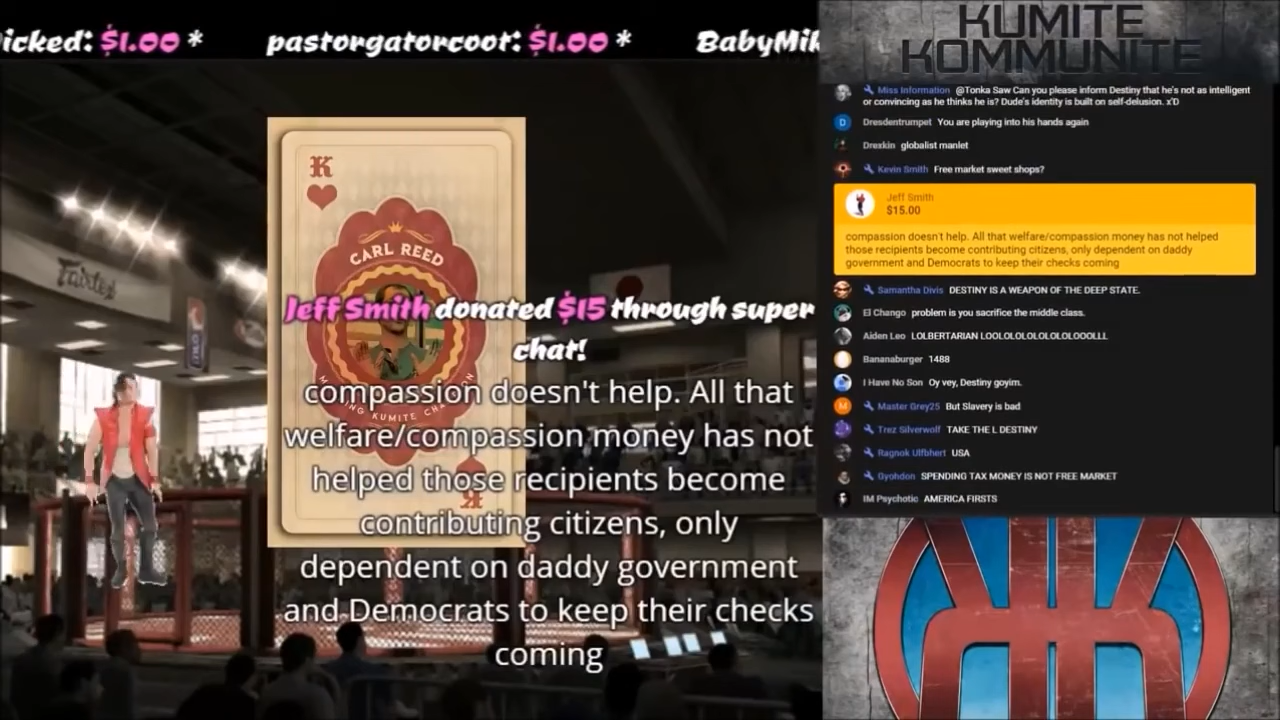 icked: $1.00 * pastorgatorcoot: $1.00 * BabyMik
KUMITE
KOMMUNITE
Miss Information @Tonka Saw Can you please inform Destiny that he's not as intelligent
or convincing as he thinks he is? Dude's identity is built on self-delusion. x'D
D Dresdentrumpet You are playing into his hands again
Drexkin globalist manlet
Kevin Smith Free market sweet shops?
Jeff Smith
$15.00
compassion doesn't help. All that welfare/compassion money has not helped
those recipients become contributing citizens, only dependent on daddy
government and Democrats to keep their checks coming
Samantha Divis DESTINY IS A WEAPON OF THE DEEP STATE.
El Chango problem is you sacrifice the middle class.
Aiden Leo LOLBERTARIAN LOOLOLOLOLOLOLOOOLLL
Bananaburger 1488
I Have No Son Oy vey, Destiny goyim.
M Master Grey25 But Slavery is bad
Trez Silverwolf TAKE THE L DESTINY
Ragnok Ulfbhert USA
Gyohdon SPENDING TAX MONEY IS NOT FREE MARKET
IM Psychotic AMERICA FIRSTS
K
CARL REED
Fairtex
Jeff Smith donated $15 through super
chat!
compassion doesn't help. All that
welfare/compassion money has not
helped those recipients become
contributing citizens, only
dependent on daddy government
and Democrats to keep their checks
coming
KUMITE
K